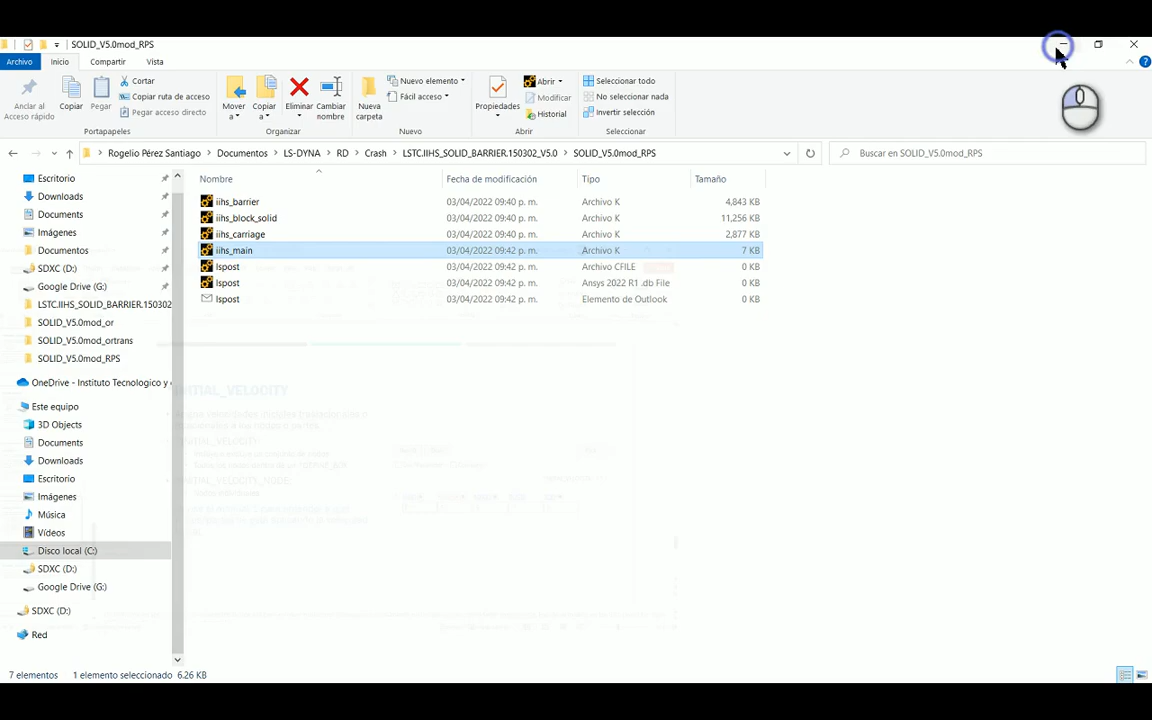 SOLID_V5.0mod_RPS
Archivo Inicio Compartir Vista
Anclar al Acceso rápido
Copiar
Pegar
Cortar
Copiar ruta de acceso
Pegar acceso directo
Portapapeles
Mover a
Copiar a
Eliminar
Cambiar nombre
Organizar
Nueva carpeta
Nuevo elemento
Fácil acceso
Nuevo
Propiedades
Abrir
Modificar
Historial
Abrir
Seleccionar todo
No seleccionar nada
Invertir selección
Seleccionar
Rogelio Pérez Santiago > Documentos > LS-DYNA > RD > Crash > LSTC.IIHS_SOLID_BARRIER.150302_V5.0 > SOLID_V5.0mod_RPS
Buscar en SOLID_V5.0mod_RPS
Escritorio
Downloads
Documents
Imágenes
Documentos
SDXC (D:)
Google Drive (G:)
LSTC.IIHS_SOLID_BARRIER.150302
SOLID_V5.0mod_or
SOLID_V5.0mod_ortrans
SOLID_V5.0mod_RPS
OneDrive - Instituto Tecnologico y
Este equipo
3D Objects
Documents
Downloads
Escritorio
Imágenes
Música
Vídeos
Disco local (C:)
SDXC (D:)
Google Drive (G:)
SDXC (D:)
Red
Nombre Fecha de modificación Tipo Tamaño
iihs_barrier 03/04/2022 09:40 p. m. Archivo K 4,843 KB
iihs_block_solid 03/04/2022 09:40 p. m. Archivo K 11,256 KB
iihs_carriage 03/04/2022 09:40 p. m. Archivo K 2,877 KB
iihs_main 03/04/2022 09:42 p. m. Archivo K 7 KB
lspost 03/04/2022 09:42 p. m. Archivo CFILE 0 KB
lspost 03/04/2022 09:42 p. m. Ansys 2022 R1 .db File 0 KB
lspost 03/04/2022 09:42 p. m. Elemento de Outlook 0 KB
INITIAL_VELOCITY
7 elementos 1 elemento seleccionado 6.26 KB